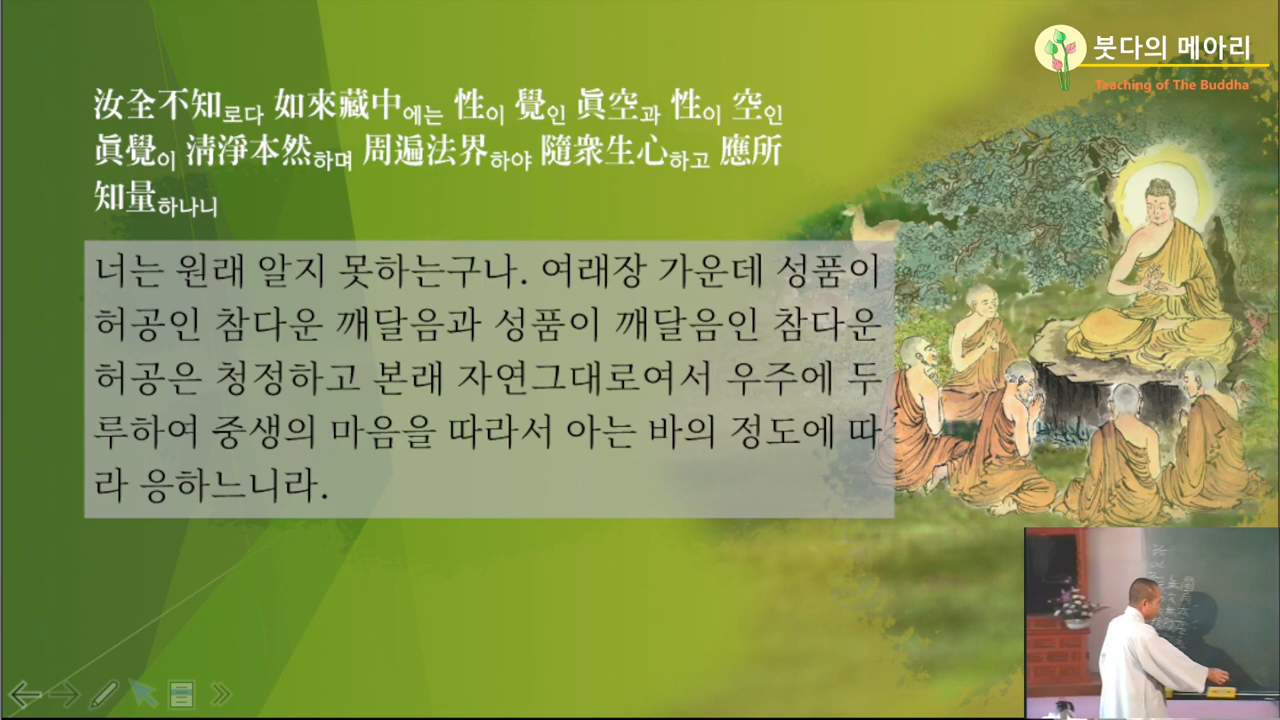 붓다의 메아리
Teaching of The Buddha
汝全不知로다 如來藏中에는 性이 覺인 眞空과 性이 空인
眞覺이 淸淨本然하며 周遍法界하야 隨衆生心하고 應所
知量하나니
너는 원래 알지 못하는구나. 여래장 가운데 성품이
허공인 참다운 깨달음과 성품이 깨달음인 참다운
허공은 청정하고 본래 자연그대로여서 우주에 두
루하여 중생의 마음을 따라서 아는 바의 정도에 따
라 응하느니라.